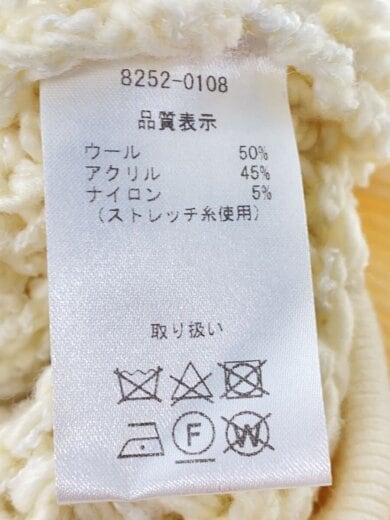 8252-0108
品質表示
ウール 50%
アクリル 45%
ナイロン 5%
（ストレッチ糸使用）
取り扱い
F W